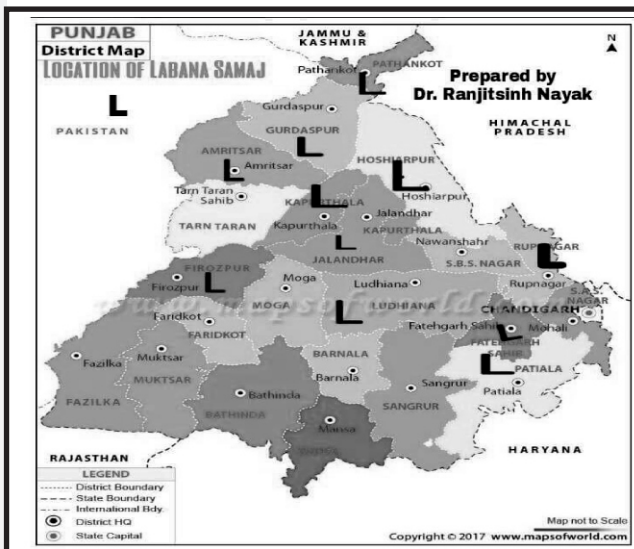 PUNJAB
District Map
LOCATION OF LABANA SAMAJ
JAMMU &
KASHMIR
N
PATHANKOT
Pathankot
L
Prepared by
Dr. Ranjitsinh Nayak
L
PAKISTAN
Gurdaspur
GURDASPUR
L
HIMACHAL
PRADESH
AMRITSAR
L
Amritsar
HOSHIARPUR
L
Hoshiarpur
Tarn Taran
Sahib
TARN TARAN
KAPURTHALA
L
Kapurthala
Jalandhar
KAPURTHALA
Nawanshahr
S.B.S. NAGAR
RUPNAGAR
L
Rupnagar
L
JALANDHAR
FIROZPUR
L
Firozpur
Moga
MOGA
Ludhiana
LUDHIANA
L
www.mapsofworld.com
S.A.S
NAGAR
CHANDIGARH
Faridkot
FARIDKOT
Fatehgarh Sahib
L
Mohali
FATEHGARH
SAHIB
Fazilka
FAZILKA
Muktsar
MUKTSAR
BARNALA
Barnala
L
PATIALA
Patiala
Bathinda
BATHINDA
Sangrur
SANGRUR
Mansa
RAJASTHAN
HARYANA
LEGEND
District Boundary
State Boundary
International Bdy.
District HQ
State Capital
Map not to Scale
Copyright © 2017 www.mapsofworld.com